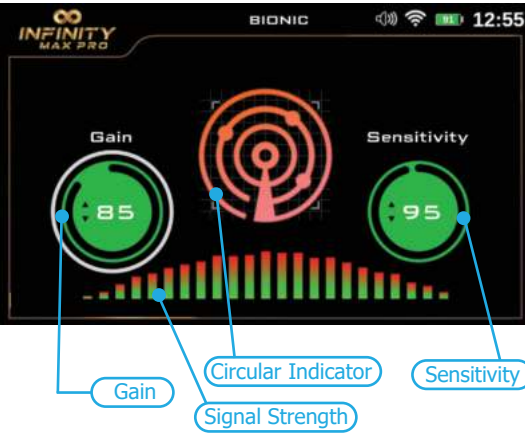 INFINITY
MAX PRO
BIONIC
91
12:55
Gain
Sensitivity
85
95
Circular Indicator
Sensitivity
Gain
Signal Strength